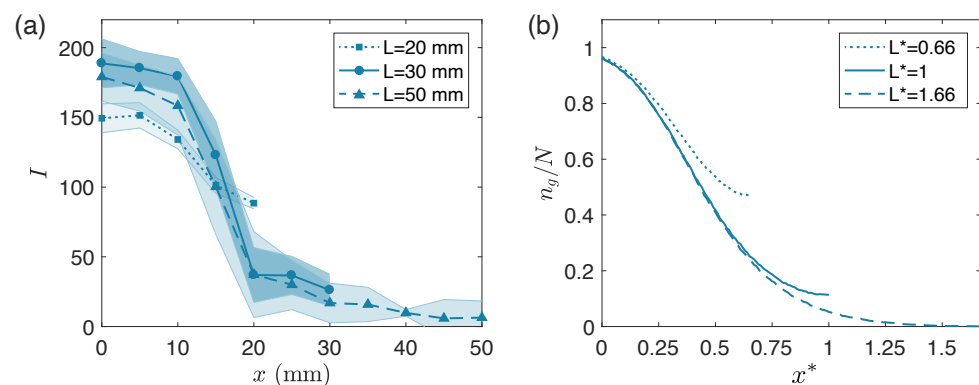 (a)
200
150
100
50
0
I
0 10 20 30 40 50
x (mm)
L=20 mm
L=30 mm
L=50 mm
(b)
1
0.8
0.6
0.4
0.2
0
n_g/N
0 0.25 0.5 0.75 1 1.25 1.5
x*
L*=0.66
L*=1
L*=1.66